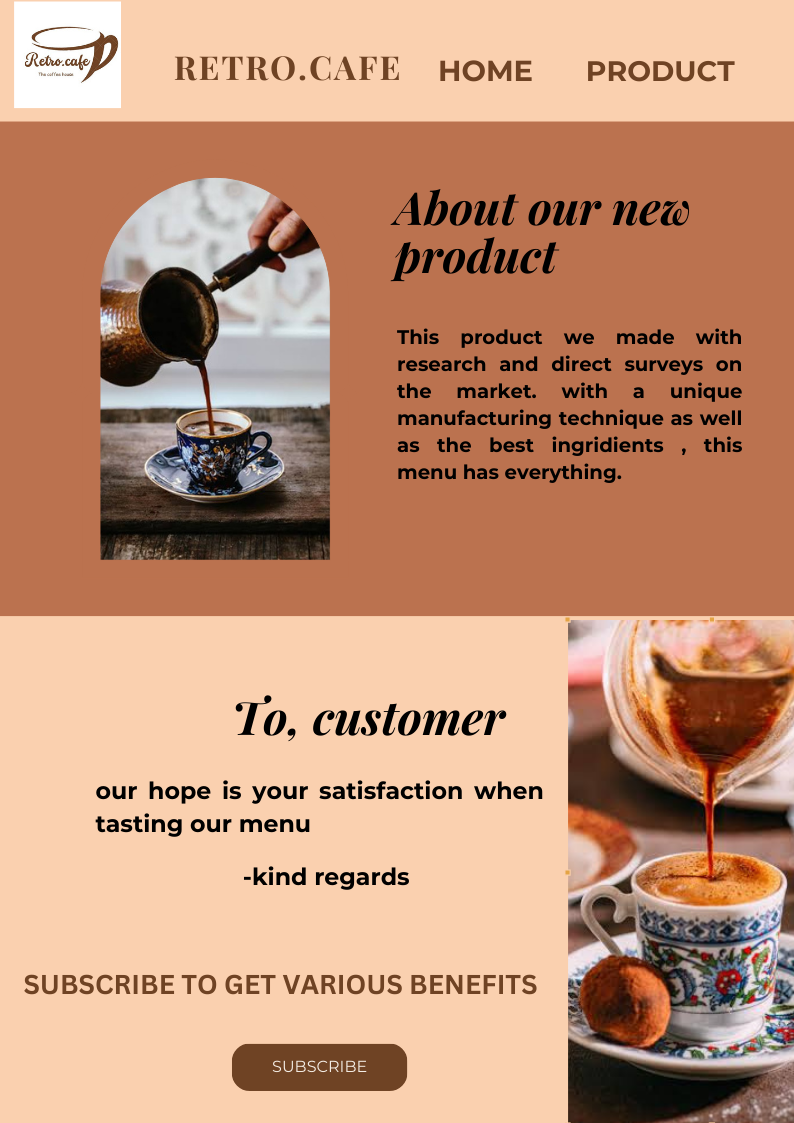 Retro.cafe
The coffee house
RETRO.CAFE HOME PRODUCT
About our new
product
This product we made with
research and direct surveys on
the market. with a unique
manufacturing technique as well
as the best ingridients , this
menu has everything.
To, customer
our hope is your satisfaction when
tasting our menu
-kind regards
SUBSCRIBE TO GET VARIOUS BENEFITS
SUBSCRIBE